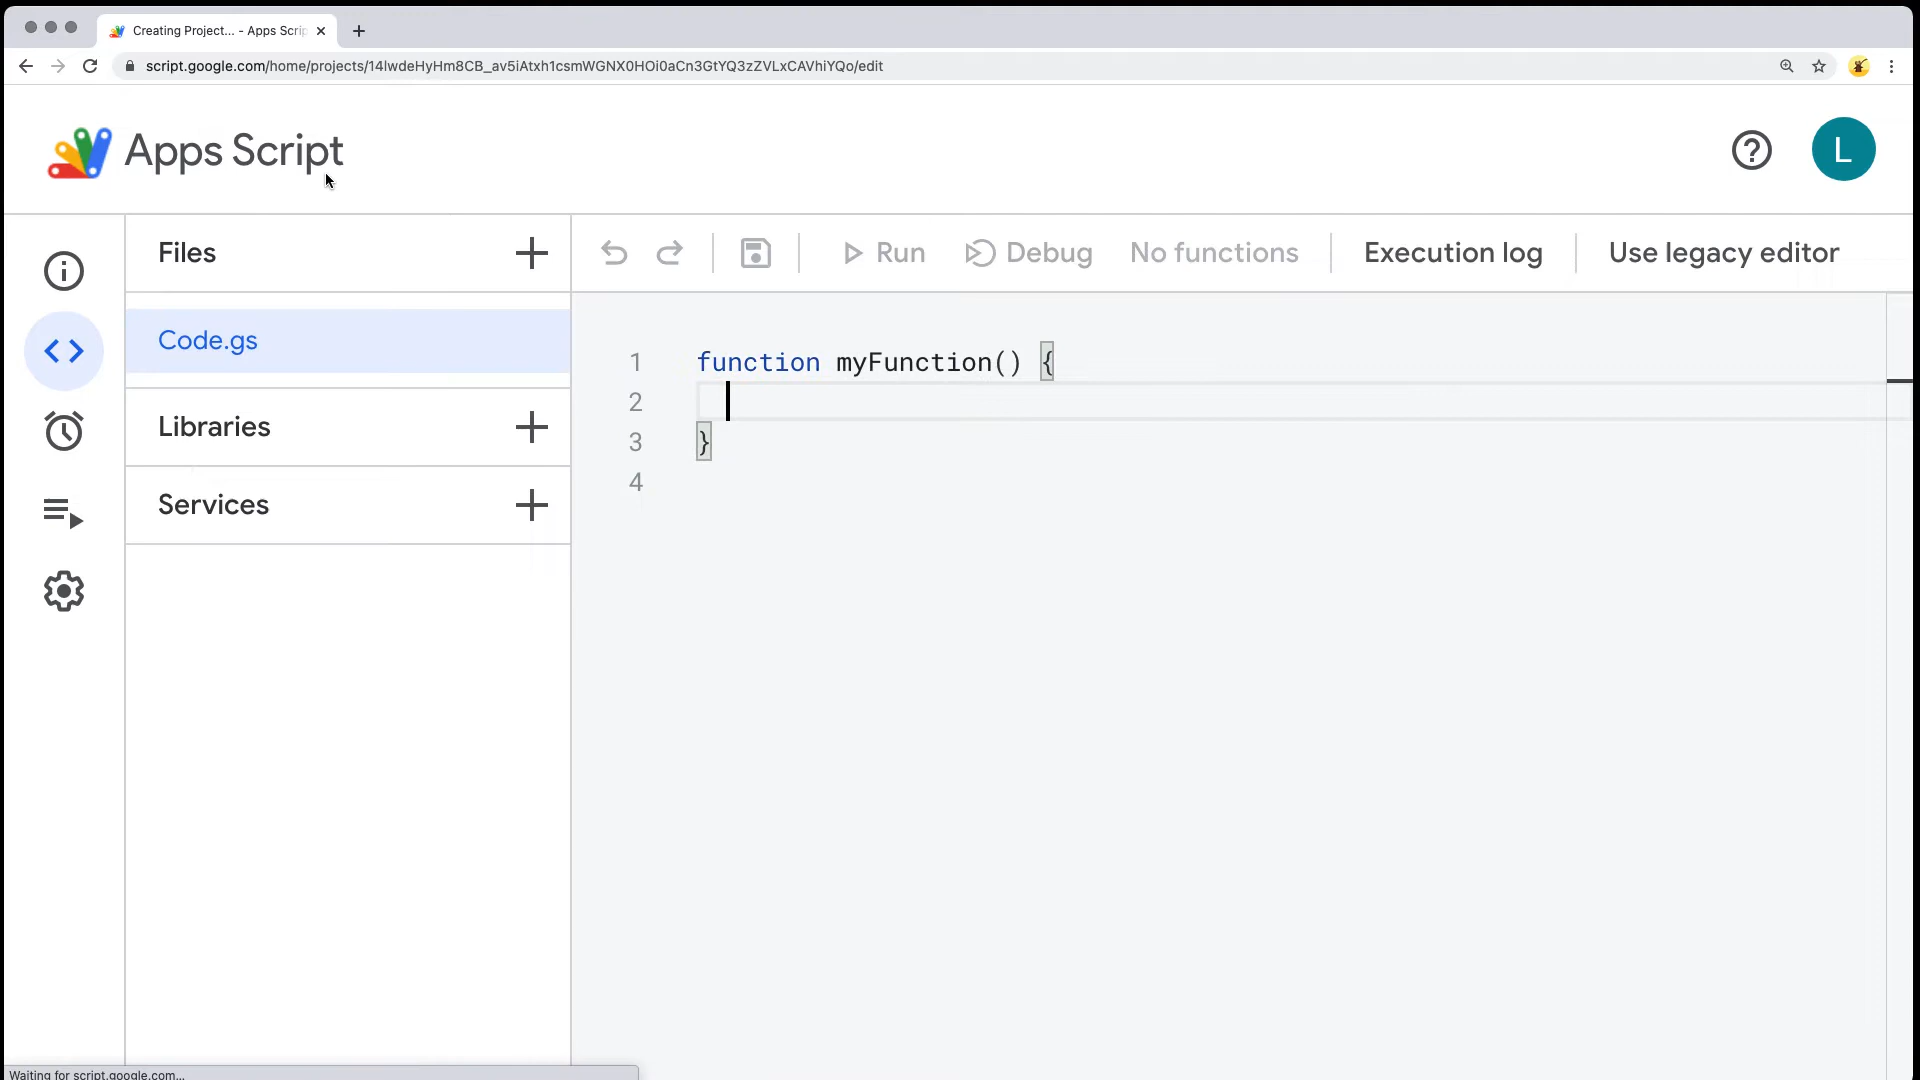 Creating Project... - Apps Scrip
script.google.com/home/projects/14lwdeHyHm8CB_av5iAtxh1csmWGNX0HOi0aCn3GtYQ3zZVLxCAVhiYQo/edit
Apps Script
L
Files
Run
Debug
No functions
Execution log
Use legacy editor
Code.gs
Libraries
Services
1 function myFunction() {
2
3 }
4
Waiting for script.google.com...